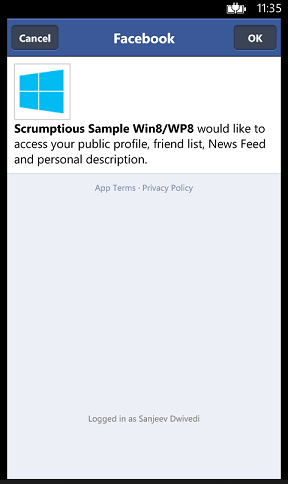 11:35
Cancel Facebook OK
Scrumptious Sample Win8/WP8 would like to
access your public profile, friend list, News Feed
and personal description.
App Terms · Privacy Policy
Logged in as Sanjeev Dwivedi